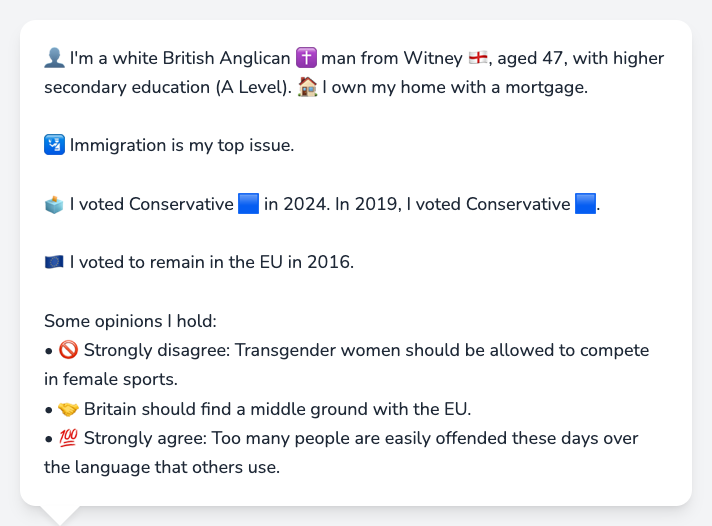 👤 I'm a white British Anglican ✝️ man from Witney 🏴󠁧󠁢󠁥󠁮󠁧󠁿, aged 47, with higher
secondary education (A Level). 🏠 I own my home with a mortgage.
🛂 Immigration is my top issue.
🗳️ I voted Conservative 🟦 in 2024. In 2019, I voted Conservative 🟦.
🇪🇺 I voted to remain in the EU in 2016.
Some opinions I hold:
• 🚫 Strongly disagree: Transgender women should be allowed to compete
in female sports.
• 🤝 Britain should find a middle ground with the EU.
• 💯 Strongly agree: Too many people are easily offended these days over
the language that others use.